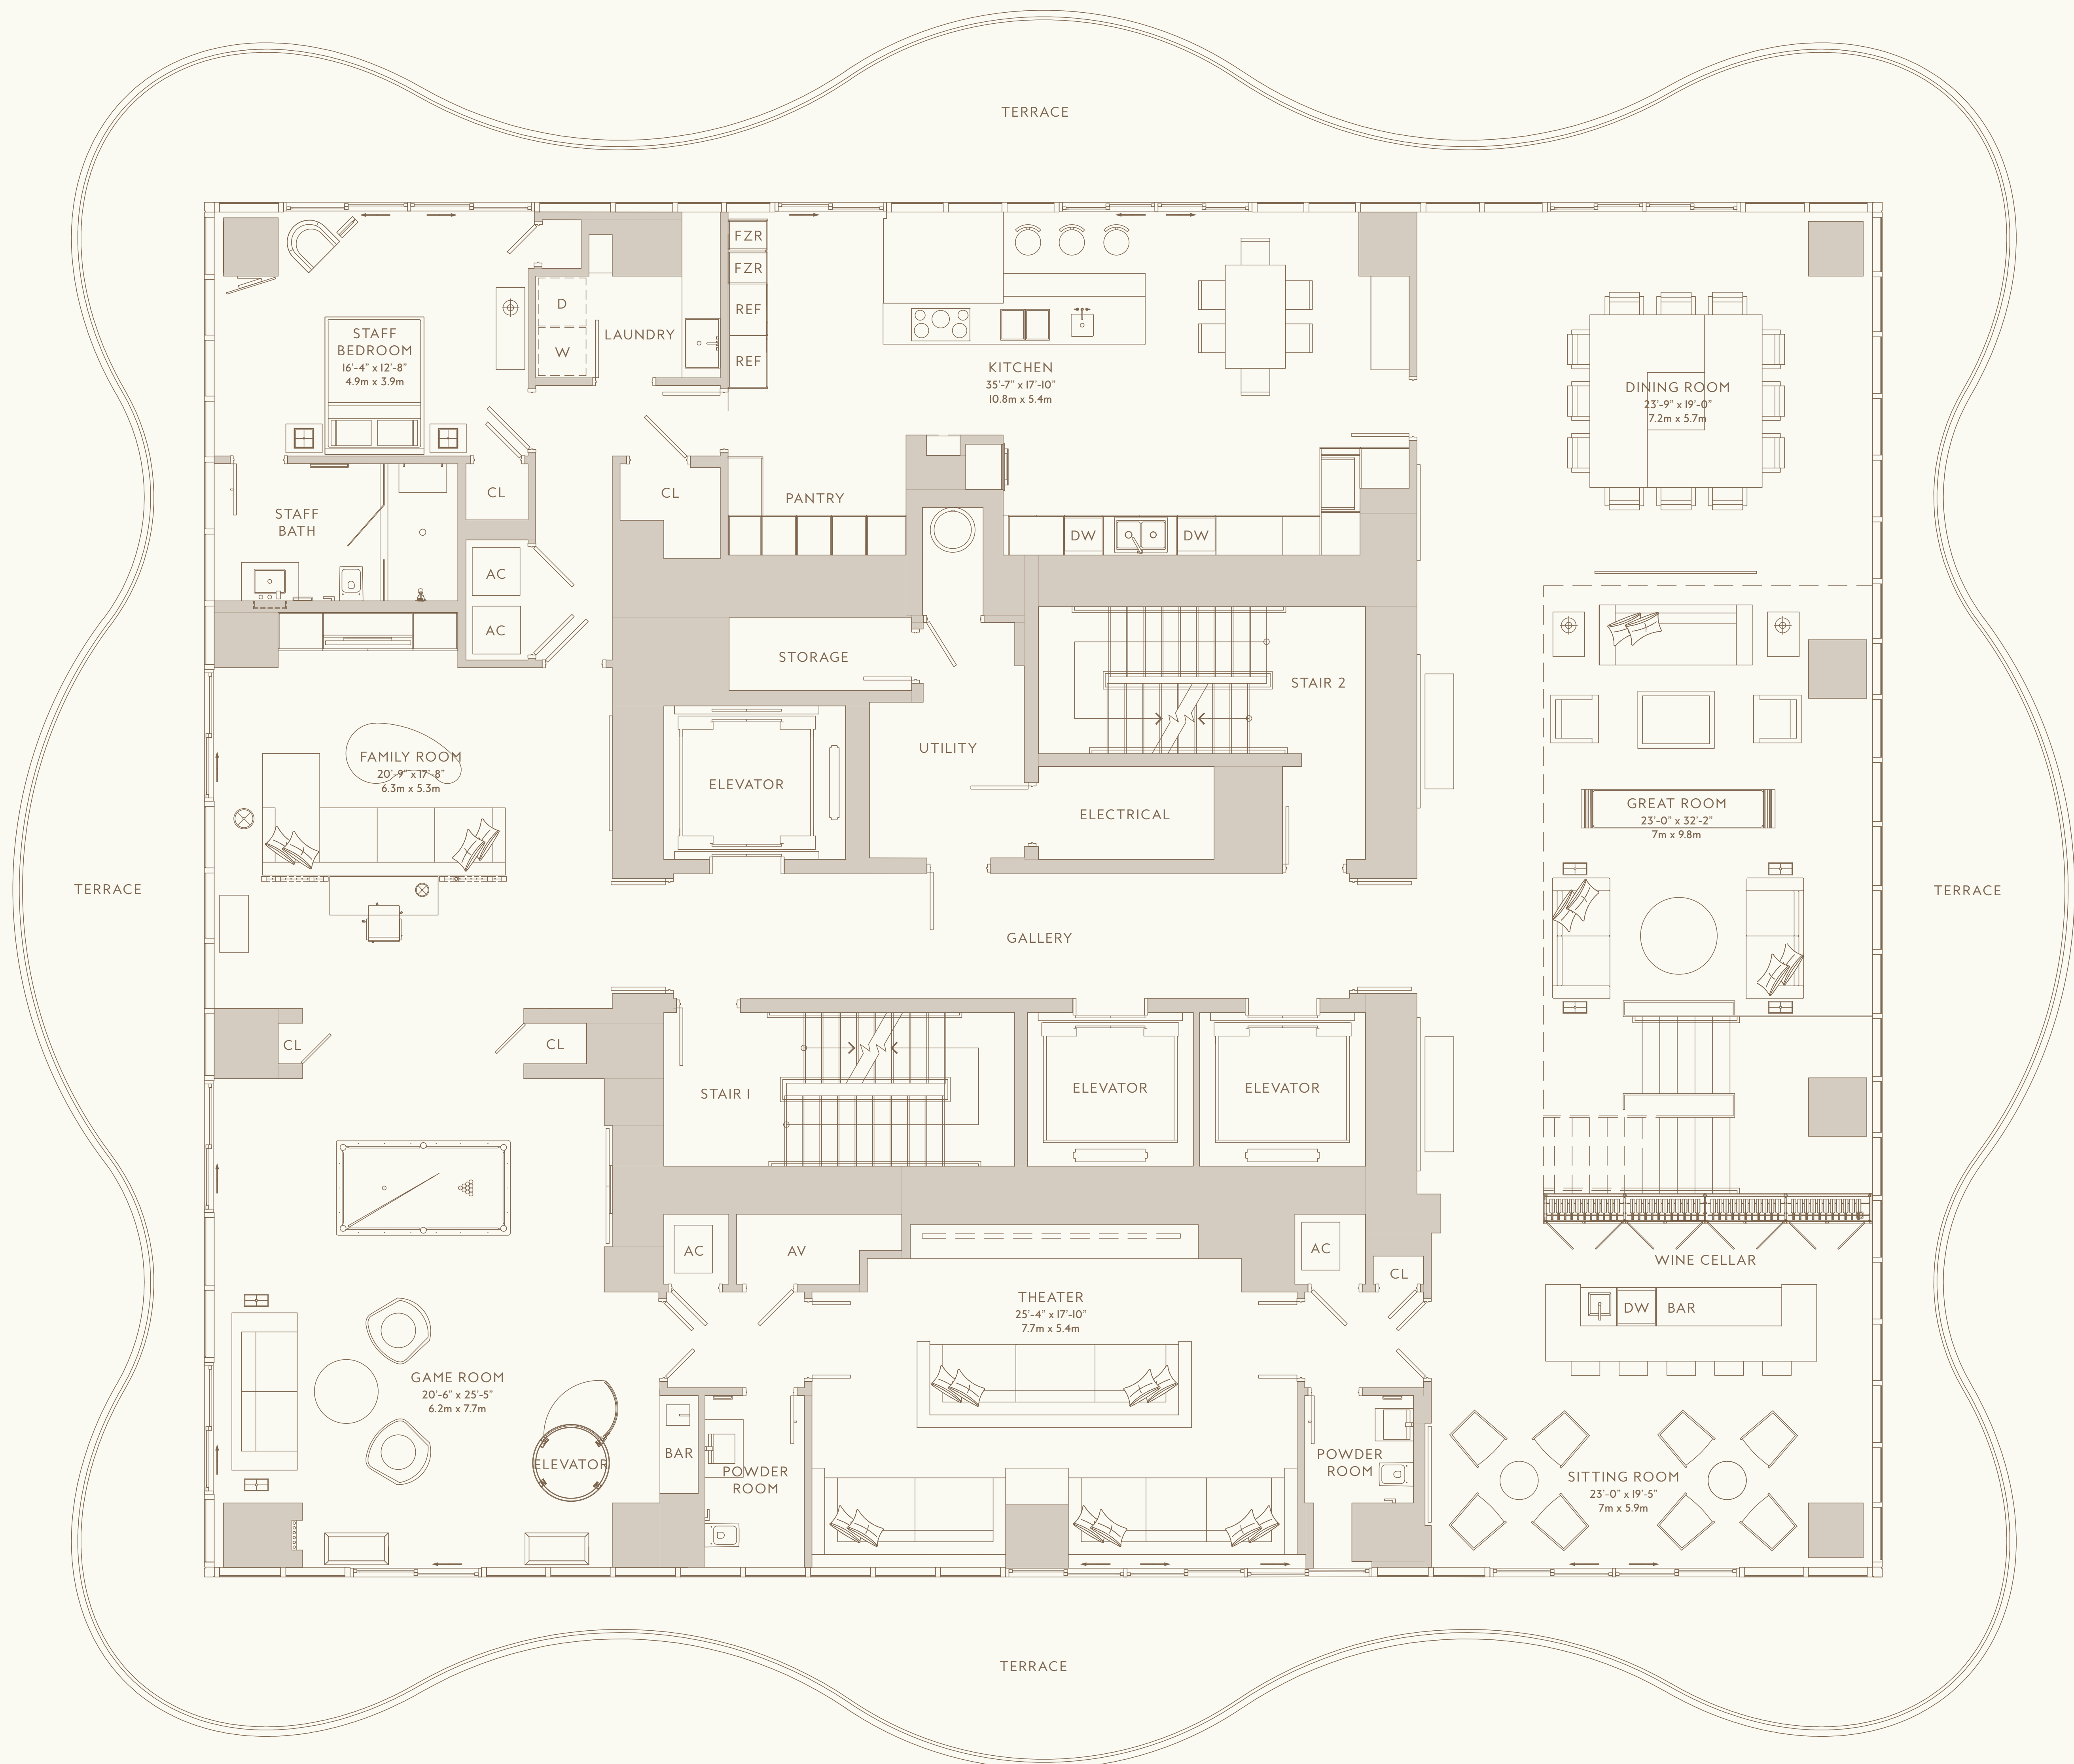 TERRACE
FZR
FZR
REF
REF
D
W
LAUNDRY
STAFF
BEDROOM
16'-4" x 12'-8"
4.9m x 3.9m
KITCHEN
35'-7" x 17'-10"
10.8m x 5.4m
DINING ROOM
23'-9" x 19'-0"
7.2m x 5.7m
CL
CL
PANTRY
STAFF
BATH
DW
DW
AC
AC
STORAGE
STAIR 2
UTILITY
FAMILY ROOM
20'-9" x 17'-8"
6.3m x 5.3m
ELEVATOR
ELECTRICAL
GREAT ROOM
23'-0" x 32'-2"
7m x 9.8m
TERRACE
TERRACE
GALLERY
CL
CL
STAIR 1
ELEVATOR
ELEVATOR
AC
AV
AC
CL
WINE CELLAR
THEATER
25'-4" x 17'-10"
7.7m x 5.4m
DW
BAR
GAME ROOM
20'-6" x 25'-5"
6.2m x 7.7m
ELEVATOR
BAR
POWDER
ROOM
POWDER
ROOM
SITTING ROOM
23'-0" x 19'-5"
7m x 5.9m
TERRACE